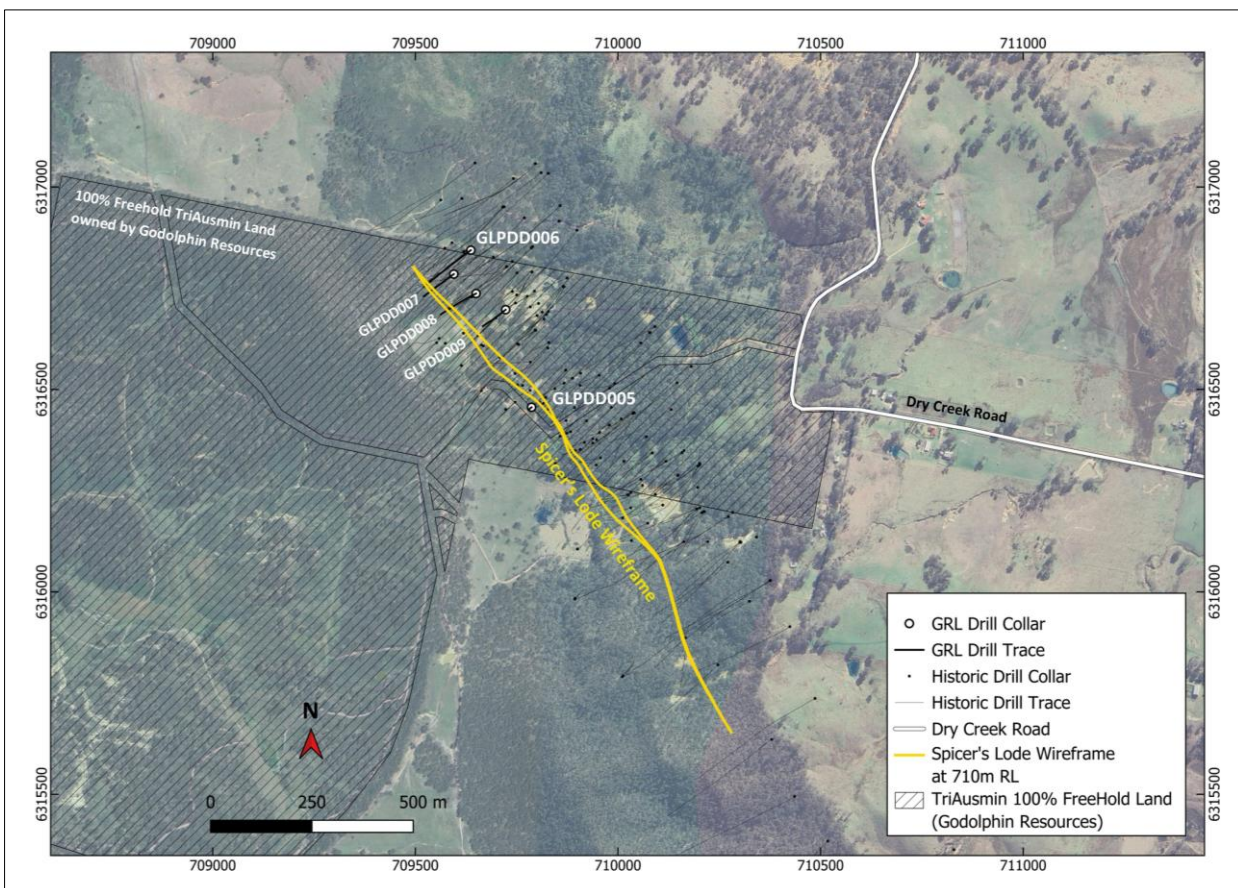 709000 709500 710000 710500 711000
6317000
6316500
6316000
6315500
100% Freehold TriAusmin Land
owned by Godolphin Resources
GLPDD006
GLPDD007
GLPDD008
GLPDD009
GLPDD005
Dry Creek Road
Spicer's Lode Wireframe
N
0 250 500 m
GRL Drill Collar
GRL Drill Trace
Historic Drill Collar
Historic Drill Trace
Dry Creek Road
Spicer's Lode Wireframe
at 710m RL
TriAusmin 100% FreeHold Land
(Godolphin Resources)
6317000
6316500
6316000
6315500
709000 709500 710000 710500 711000